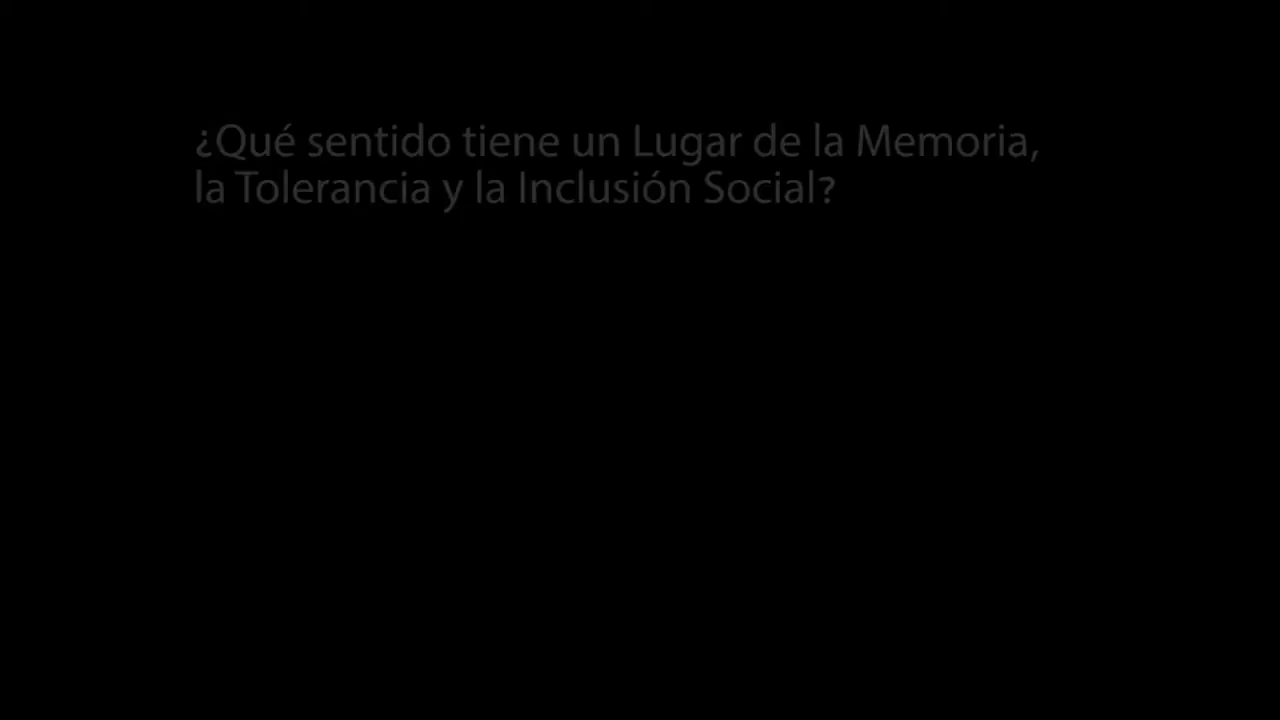 ¿Qué sentido tiene un Lugar de la Memoria,
la Tolerancia y la Inclusión Social?